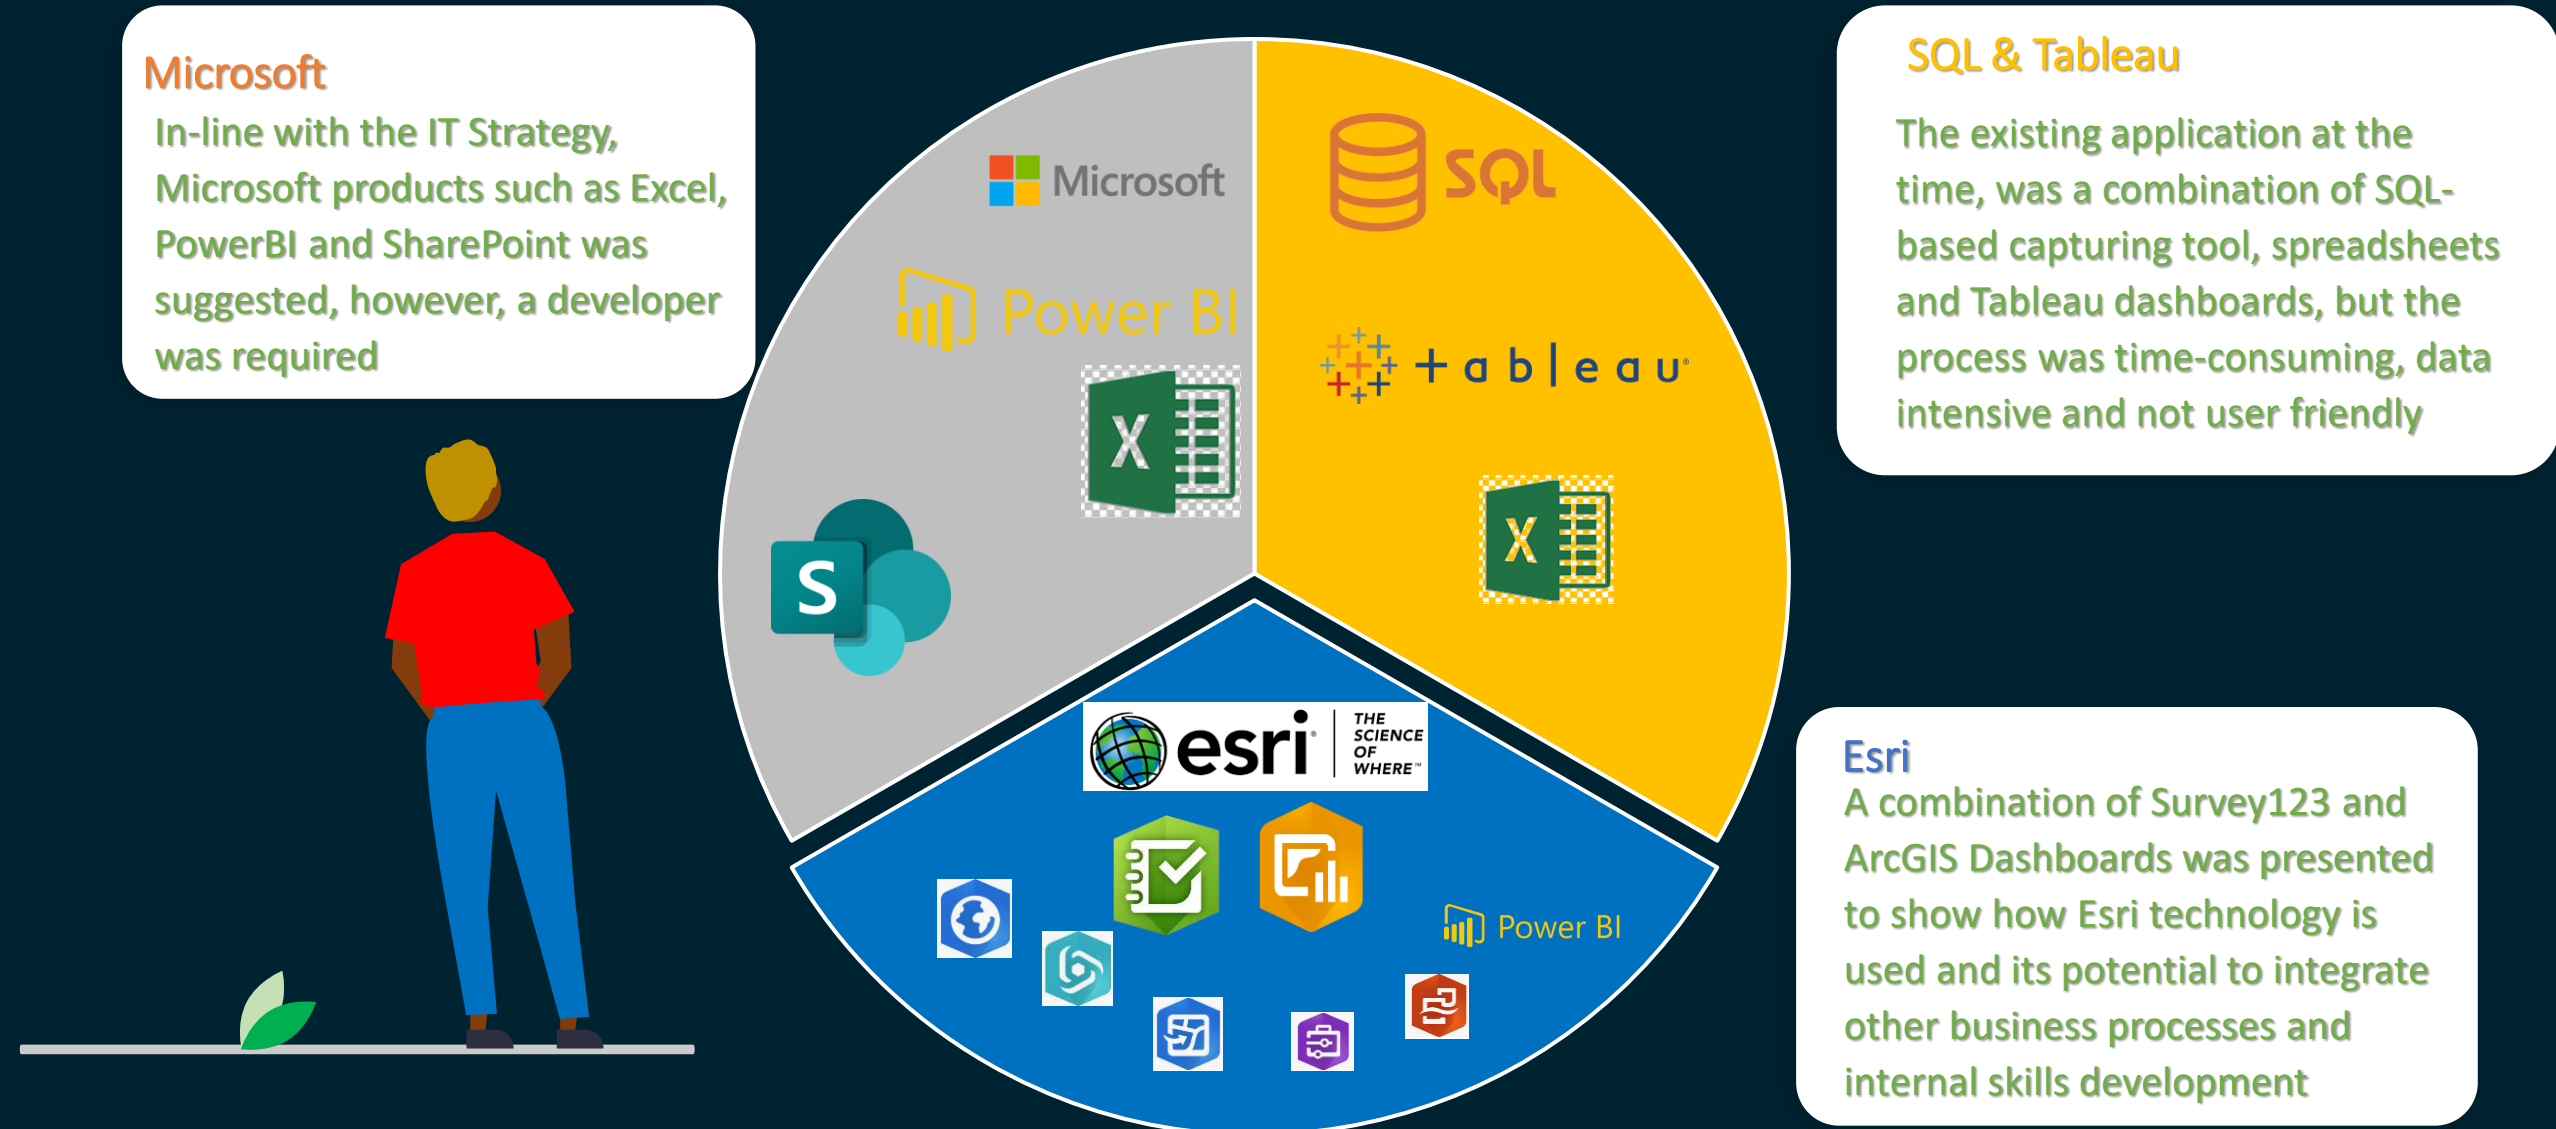 Microsoft
In-line with the IT Strategy,
Microsoft products such as Excel,
PowerBI and SharePoint was
suggested, however, a developer
was required
Microsoft
Power BI
X
S
SQL
+ableau®
X
SQL & Tableau
The existing application at the
time, was a combination of SQL-
based capturing tool, spreadsheets
and Tableau dashboards, but the
process was time-consuming, data
intensive and not user friendly
esri®
THE
SCIENCE
OF
WHERE™
Power BI
Esri
A combination of Survey123 and
ArcGIS Dashboards was presented
to show how Esri technology is
used and its potential to integrate
other business processes and
internal skills development